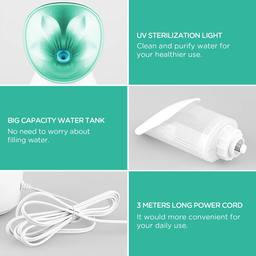 UV STERILIZATION LIGHT
Clean and purify water for
your healthier use.
BIG CAPACITY WATER TANK
No need to worry about
filling water.
3 METERS LONG POWER CORD
It would more convenient for
your daily use.